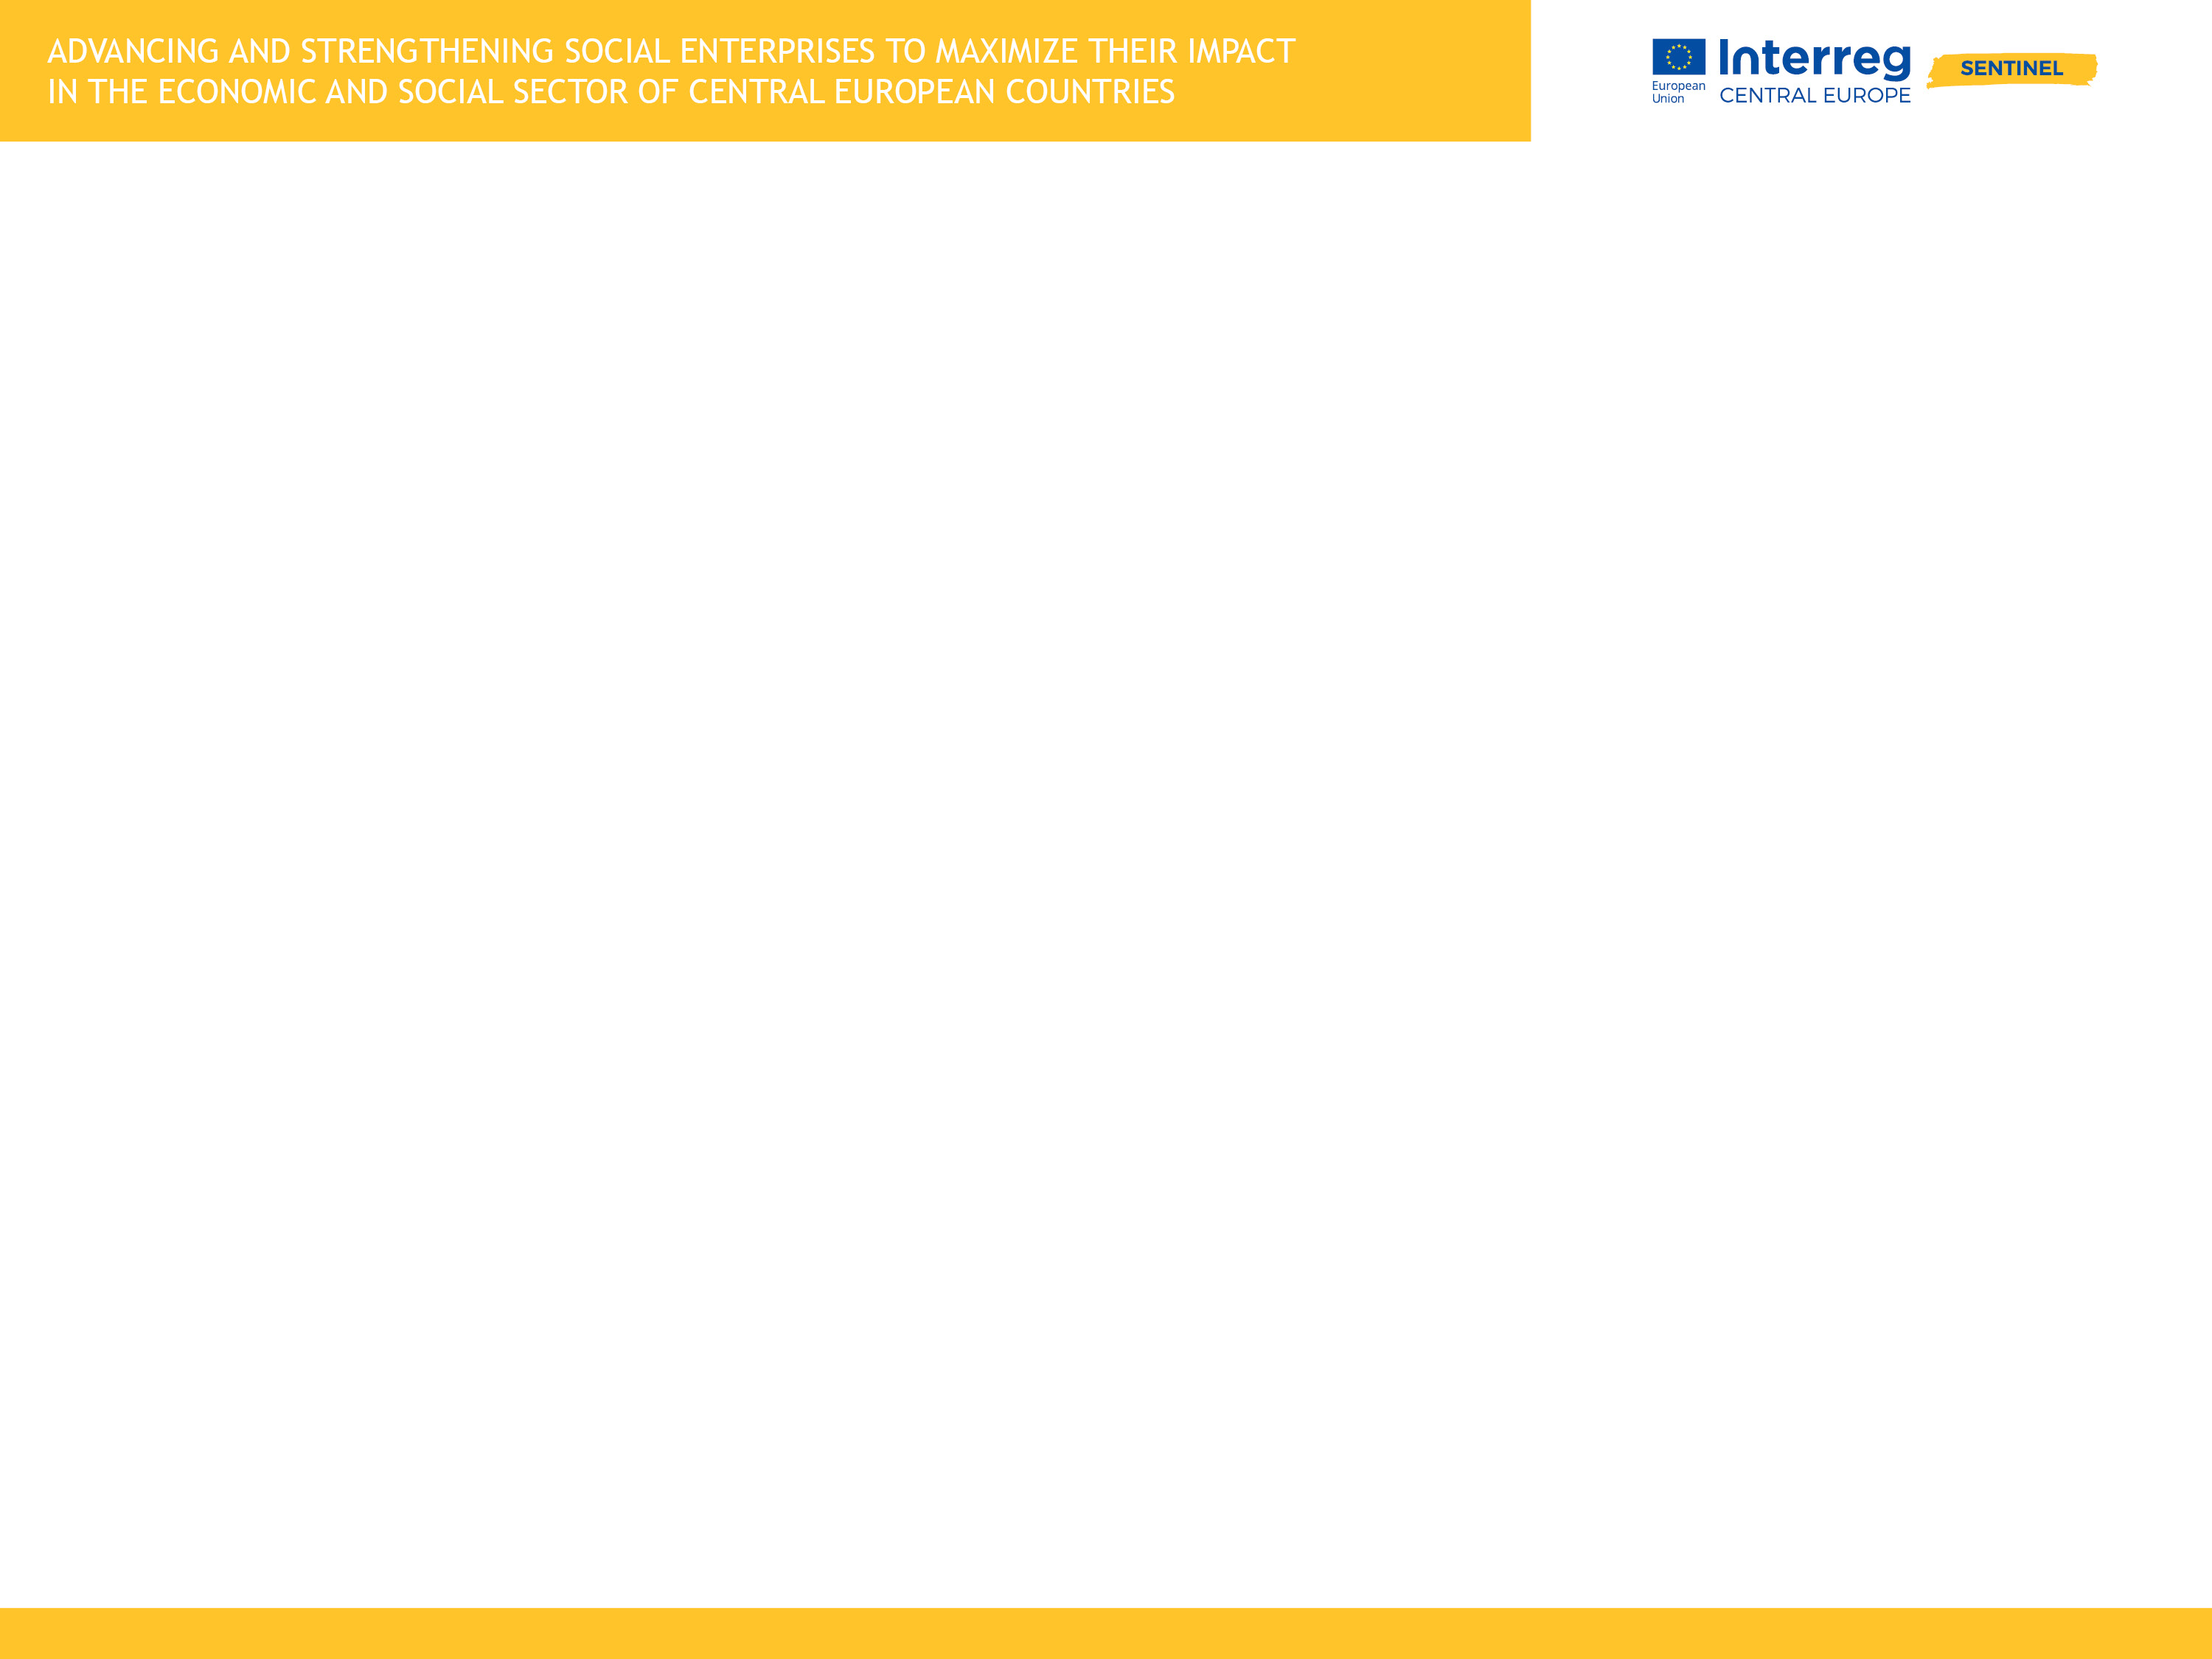 ADVANCING AND STRENGTHENING SOCIAL ENTERPRISES TO MAXIMIZE THEIR IMPACT
IN THE ECONOMIC AND SOCIAL SECTOR OF CENTRAL EUROPEAN COUNTRIES
European
Union
Interreg
CENTRAL EUROPE
SENTINEL